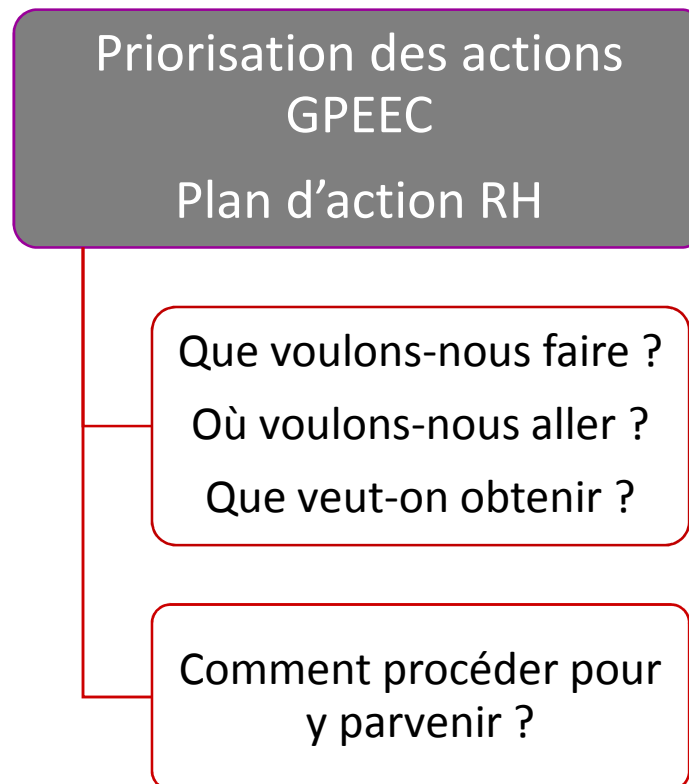 Priorisation des actions
GPEEC
Plan d’action RH
Que voulons-nous faire ?
Où voulons-nous aller ?
Que veut-on obtenir ?
Comment procéder pour
y parvenir ?